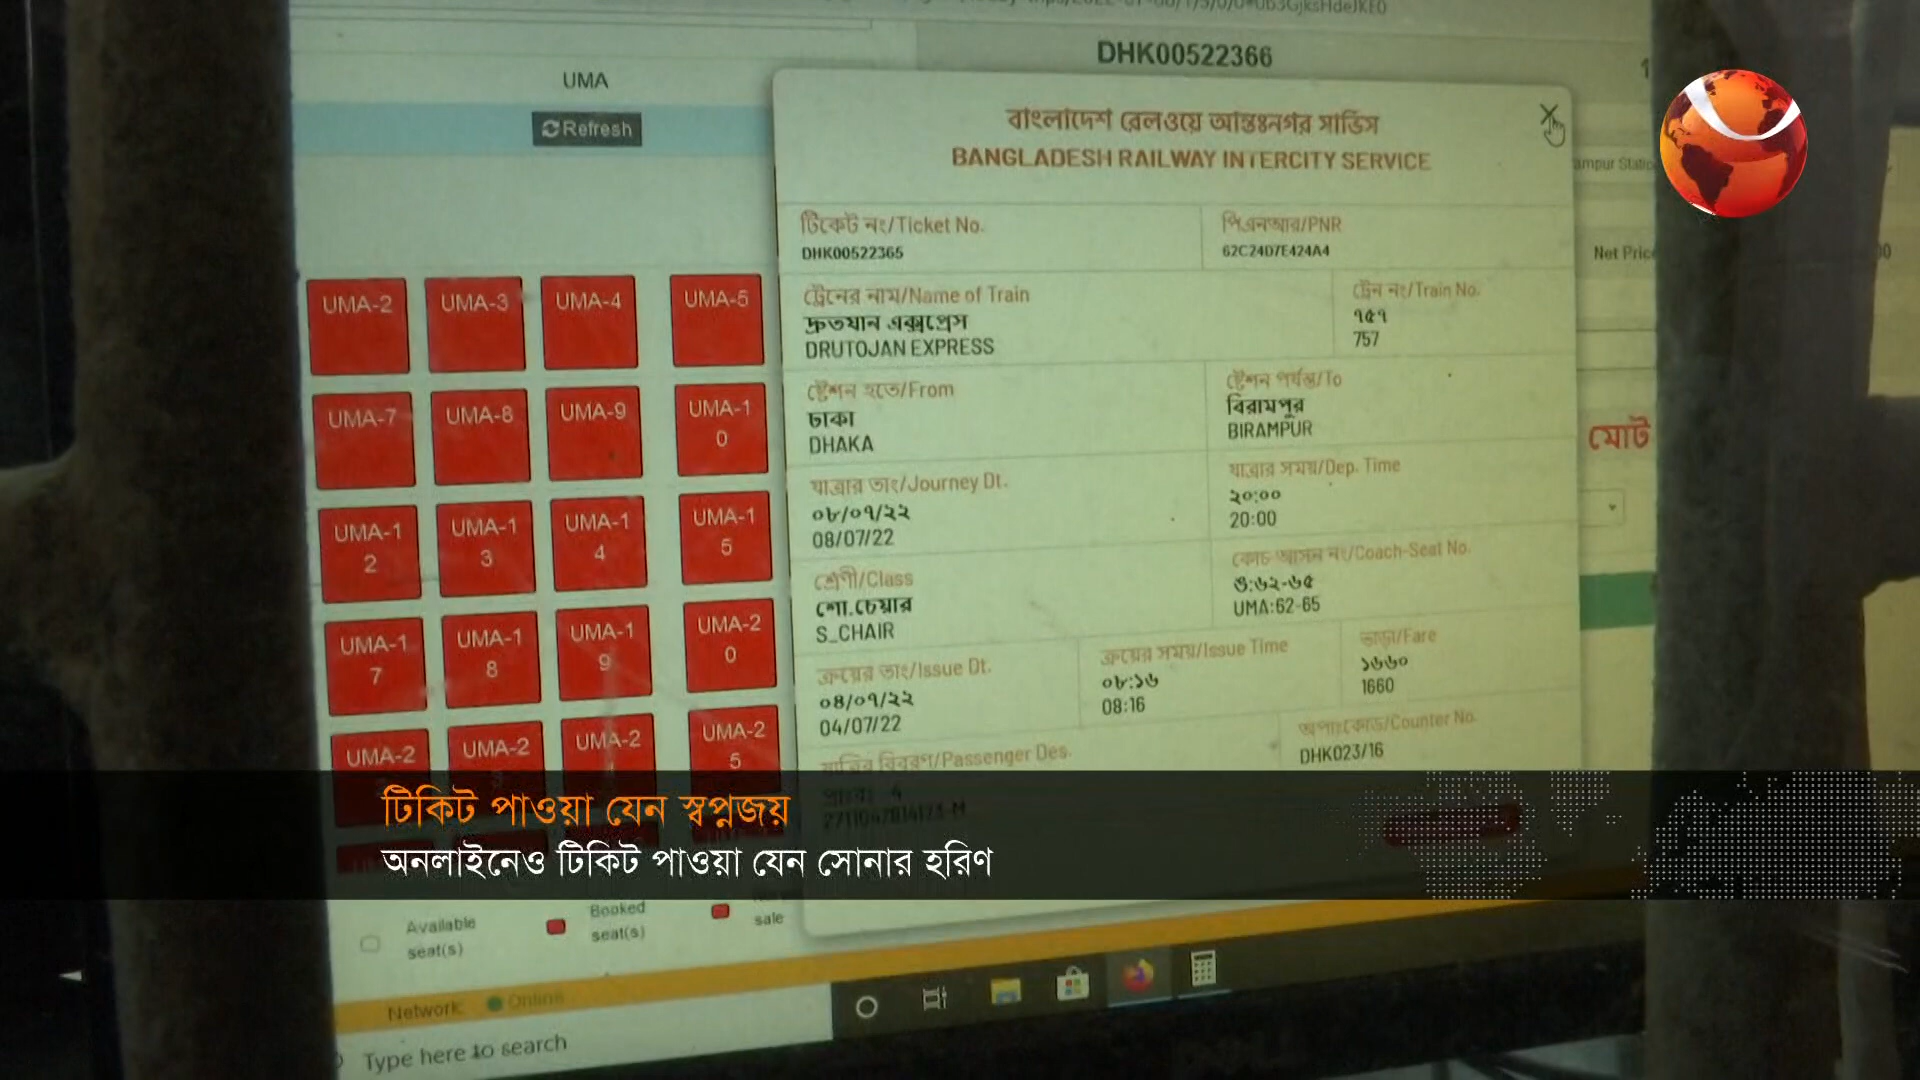 DHK00522366
UMA
Refresh
বাংলাদেশ রেলওয়ে আন্তঃনগর সার্ভিস
BANGLADESH RAILWAY INTERCITY SERVICE
টিকেট নং/Ticket No.
DHK00522365
পিএনআর/PNR
62C24D7E424A4
ট্রেনের নাম/Name of Train
দ্রুতযান এক্সপ্রেস
DRUTOJAN EXPRESS
ট্রেন নং/Train No.
৭৫৭
757
ষ্টেশন হতে/From
ঢাকা
DHAKA
ষ্টেশন পর্যন্ত/To
বিরামপুর
BIRAMPUR
যাত্রার তাং/Journey Dt.
০৮/০৭/২২
08/07/22
যাত্রার সময়/Dep. Time
২০:০০
20:00
শ্রেণী/Class
শো.চেয়ার
S_CHAIR
কোচ আসন নং/Coach-Seat No.
ঙ:৬২-৬৫
UMA:62-65
ক্রয়ের তাং/Issue Dt.
০৪/০৭/২২
04/07/22
ক্রয়ের সময়/Issue Time
০৮:১৬
08:16
ভাড়া/Fare
১৬৬০
1660
যাত্রির বিবরণ/Passenger Des.
অপাঃকোড/Counter No.
DHK023/16
Net Price
মোট
UMA-2 UMA-3 UMA-4 UMA-5
UMA-7 UMA-8 UMA-9 UMA-1
0
UMA-1 UMA-1 UMA-1 UMA-1
2 3 4 5
UMA-1 UMA-1 UMA-1 UMA-2
7 8 9 0
UMA-2 UMA-2 UMA-2 UMA-2
5
টিকিট পাওয়া যেন স্বপ্নজয়
অনলাইনেও টিকিট পাওয়া যেন সোনার হরিণ
Available
seat(s)
Booked
seat(s)
sale
Network: Online
Type here to search